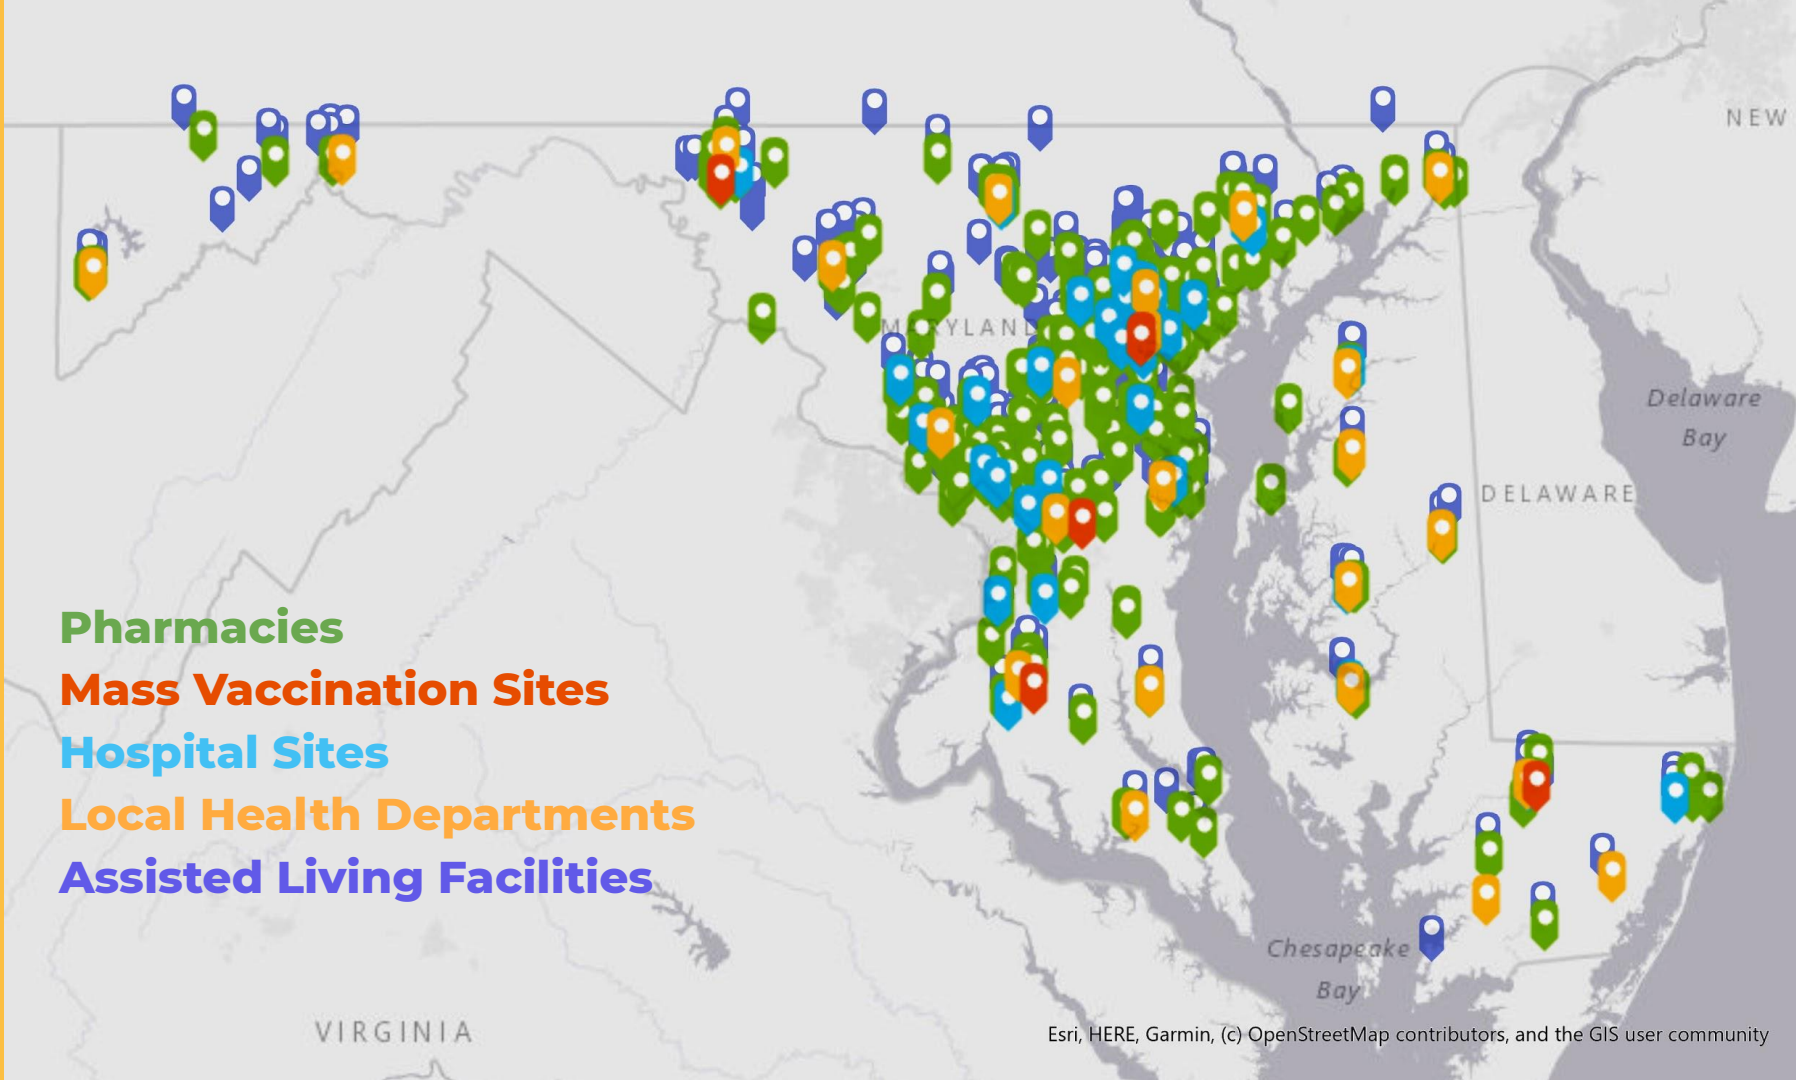 NEW
MARYLAND
Delaware
Bay
DELAWARE
Pharmacies
Mass Vaccination Sites
Hospital Sites
Local Health Departments
Assisted Living Facilities
Chesapeake
Bay
VIRGINIA
Esri, HERE, Garmin, (c) OpenStreetMap contributors, and the GIS user community